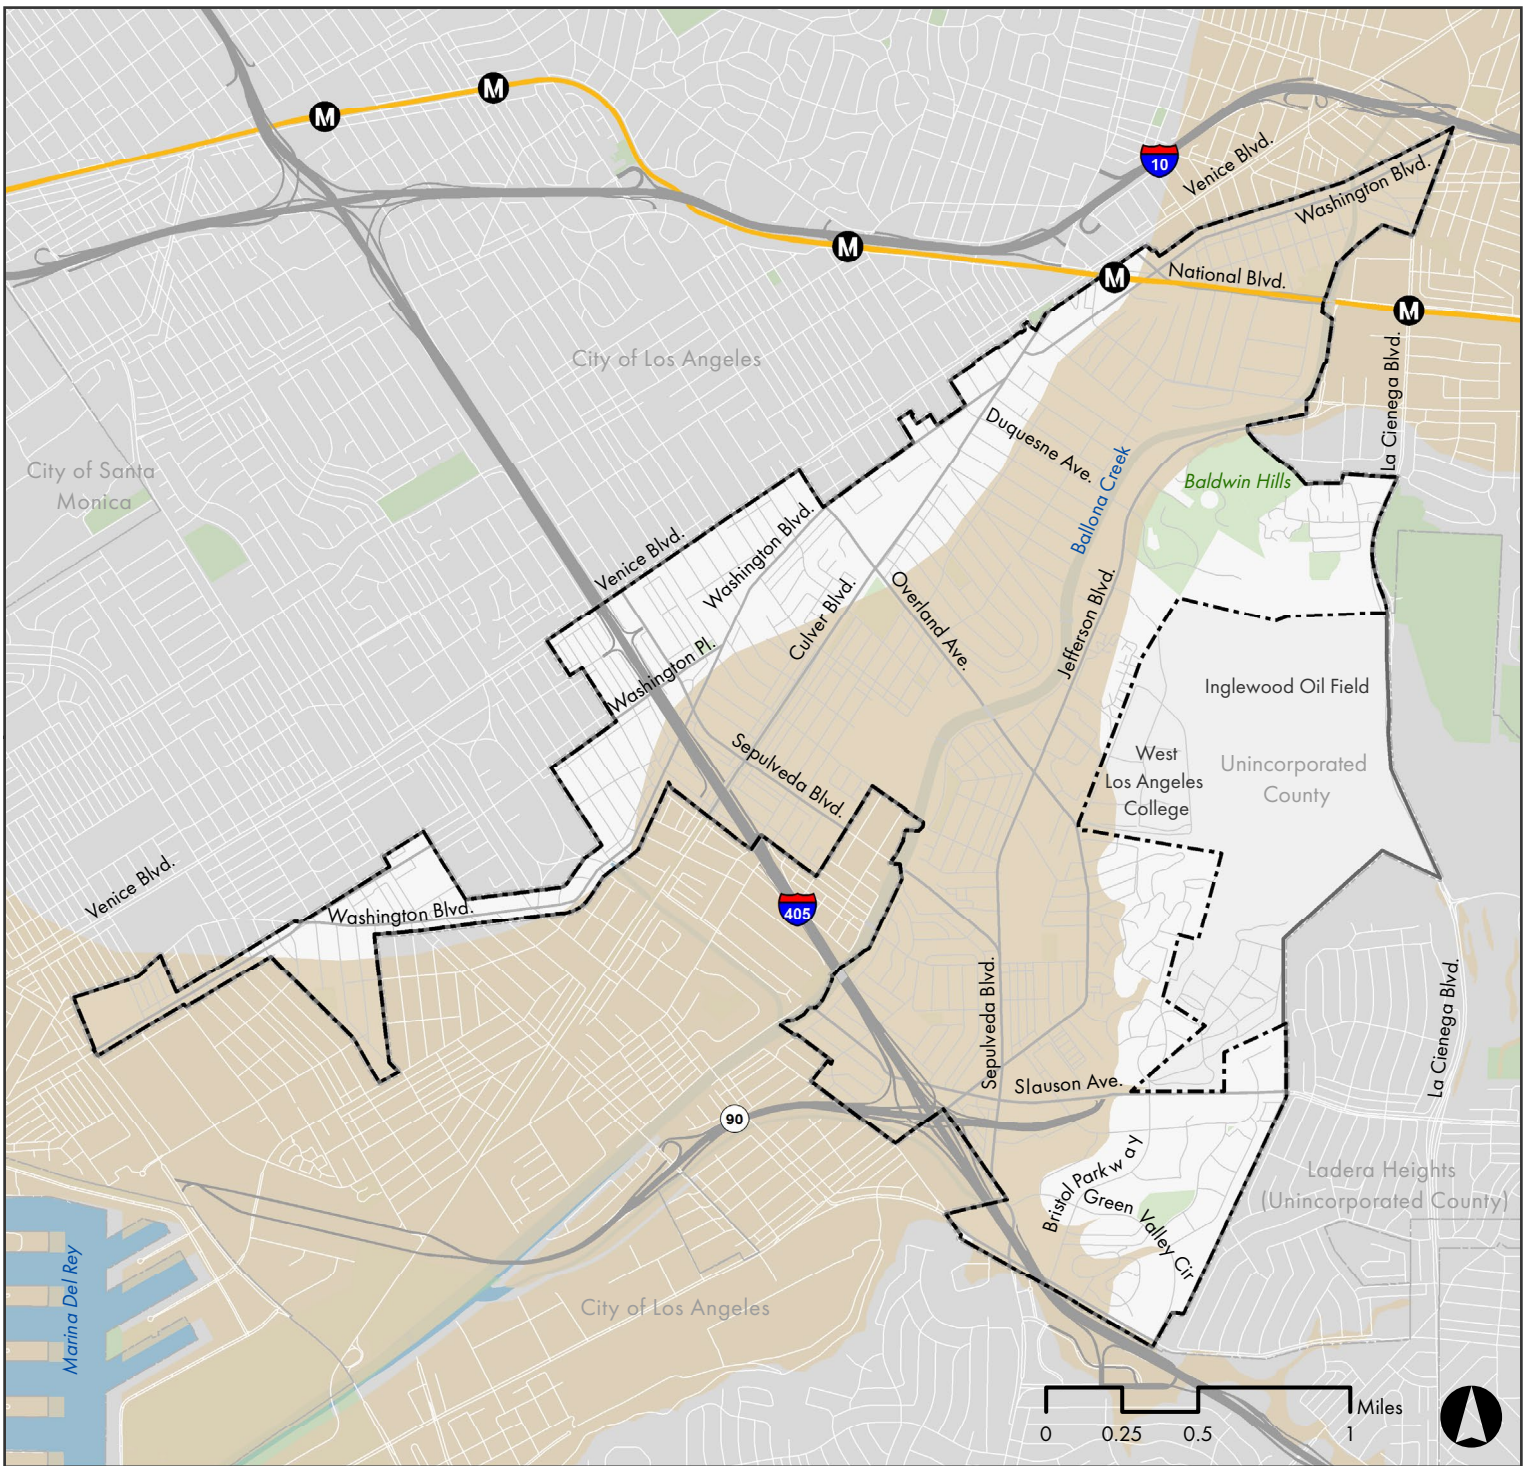 M
M
10
Venice Blvd.
Washington Blvd.
M
M
National Blvd.
M
City of Los Angeles
La Cienega Blvd.
Duquesne Ave.
Ballona Creek
Baldwin Hills
City of Santa
Monica
Venice Blvd.
Washington Blvd.
Culver Blvd.
Overland Ave.
Jefferson Blvd.
Washington Pl.
Inglewood Oil Field
Sepulveda Blvd.
West
Los Angeles
College
Unincorporated
County
Venice Blvd.
Washington Blvd.
405
Sepulveda Blvd.
La Cienega Blvd.
Slauson Ave.
90
Bristol Parkway
Green Valley Cir
Ladera Heights
(Unincorporated County)
Marina Del Rey
City of Los Angeles
Miles
0 0.25 0.5 1